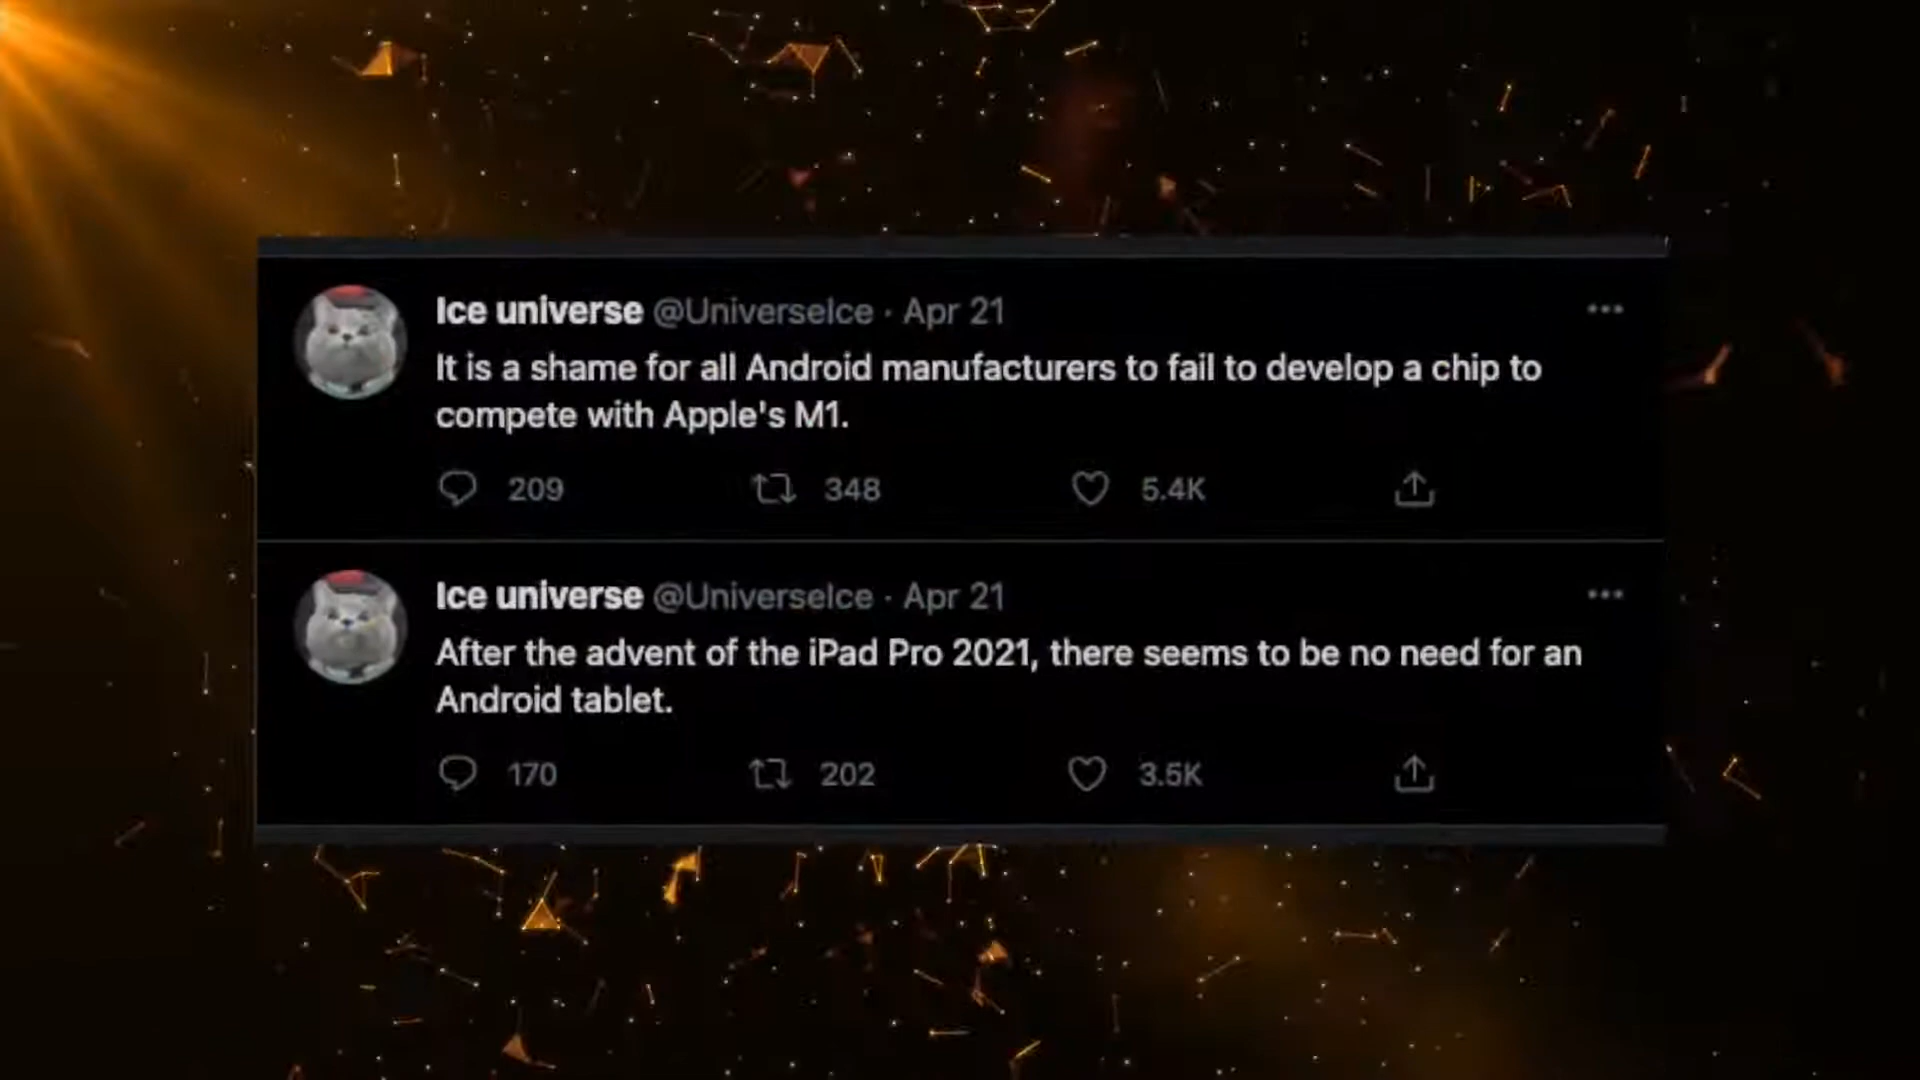 Ice universe @UniverseIce · Apr 21
It is a shame for all Android manufacturers to fail to develop a chip to
compete with Apple's M1.
209 348 5.4K
Ice universe @UniverseIce · Apr 21
After the advent of the iPad Pro 2021, there seems to be no need for an
Android tablet.
170 202 3.5K